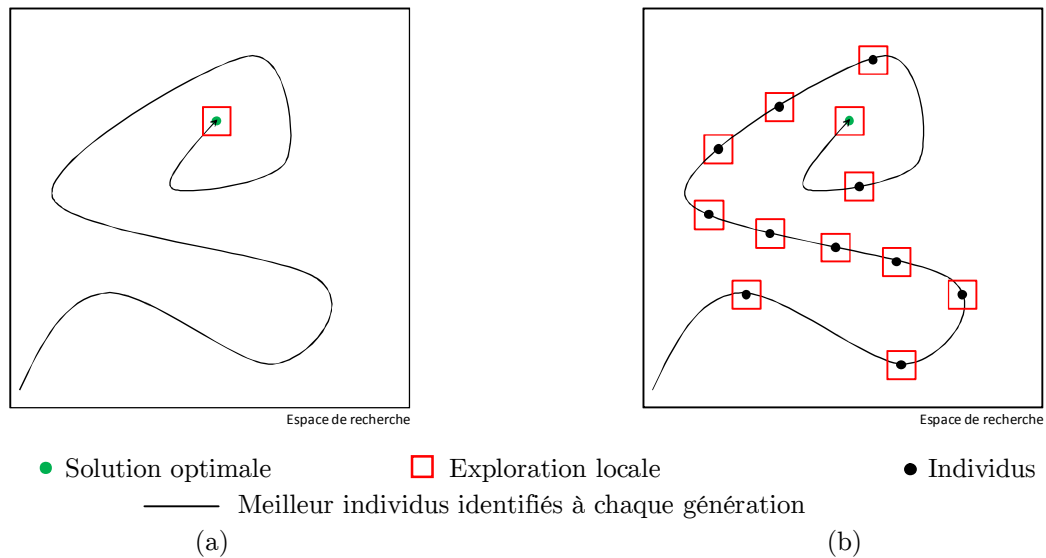 Espace de recherche
Espace de recherche
Solution optimale
Exploration locale
Individus
Meilleur individus identifiés à chaque génération
(a)
(b)